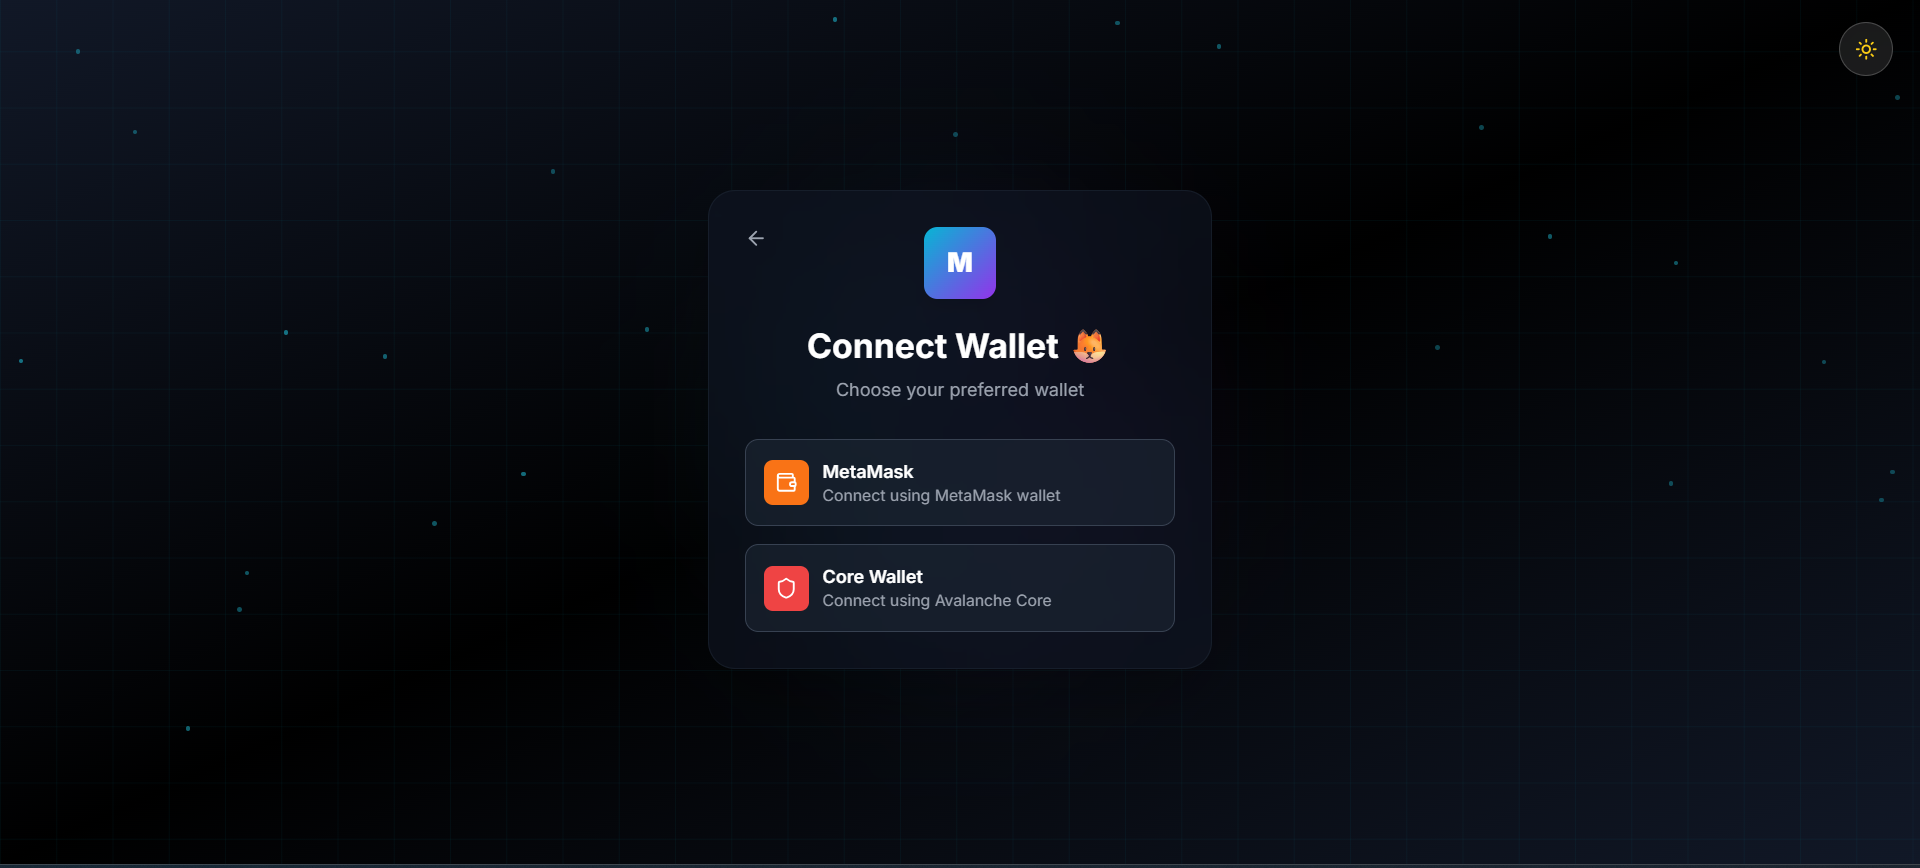 M
Connect Wallet 🦊
Choose your preferred wallet
MetaMask
Connect using MetaMask wallet
Core Wallet
Connect using Avalanche Core